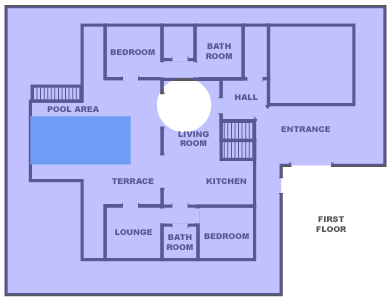 BEDROOM
BATH
ROOM
HALL
POOL AREA
ENTRANCE
LIVING
ROOM
TERRACE
KITCHEN
LOUNGE
BATH
ROOM
BEDROOM
FIRST
FLOOR